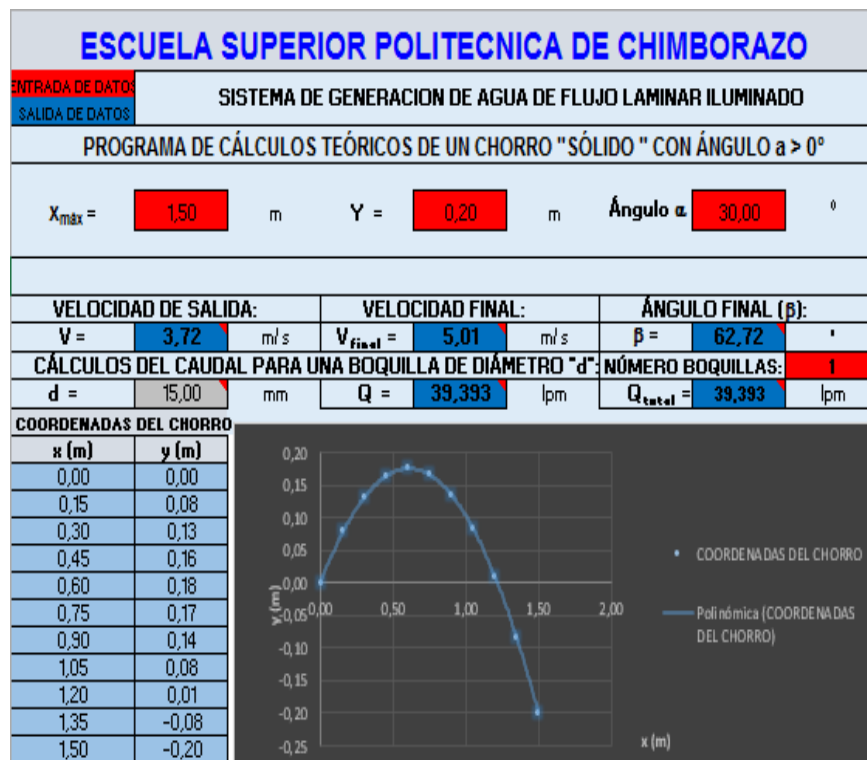 ESCUELA SUPERIOR POLITECNICA DE CHIMBORAZO
ENTRADA DE DATOS
SALIDA DE DATOS
SISTEMA DE GENERACION DE AGUA DE FLUJO LAMINAR ILUMINADO
PROGRAMA DE CÁLCULOS TEÓRICOS DE UN CHORRO "SÓLIDO " CON ÁNGULO a > 0º
Xmáx = 1,50 m Y = 0,20 m Ángulo α 30,00 º
VELOCIDAD DE SALIDA: VELOCIDAD FINAL: ÁNGULO FINAL (β):
V = 3,72 m/s Vfinal = 5,01 m/s β = 62,72 º
CÁLCULOS DEL CAUDAL PARA UNA BOQUILLA DE DIÁMETRO "d": NÚMERO BOQUILLAS: 1
d = 15,00 mm Q = 39,393 lpm Qtotal = 39,393 lpm
COORDENADAS DEL CHORRO
x (m) y (m)
0,00 0,00
0,15 0,08
0,30 0,13
0,45 0,16
0,60 0,18
0,75 0,17
0,90 0,14
1,05 0,08
1,20 0,01
1,35 -0,08
1,50 -0,20
0,20
0,15
0,10
0,05
0,00
-0,05
-0,10
-0,15
-0,20
-0,25
y (m)
0,00 0,50 1,00 1,50 2,00
x (m)
COORDENADAS DEL CHORRO
Polinómica (COORDENADAS
DEL CHORRO)